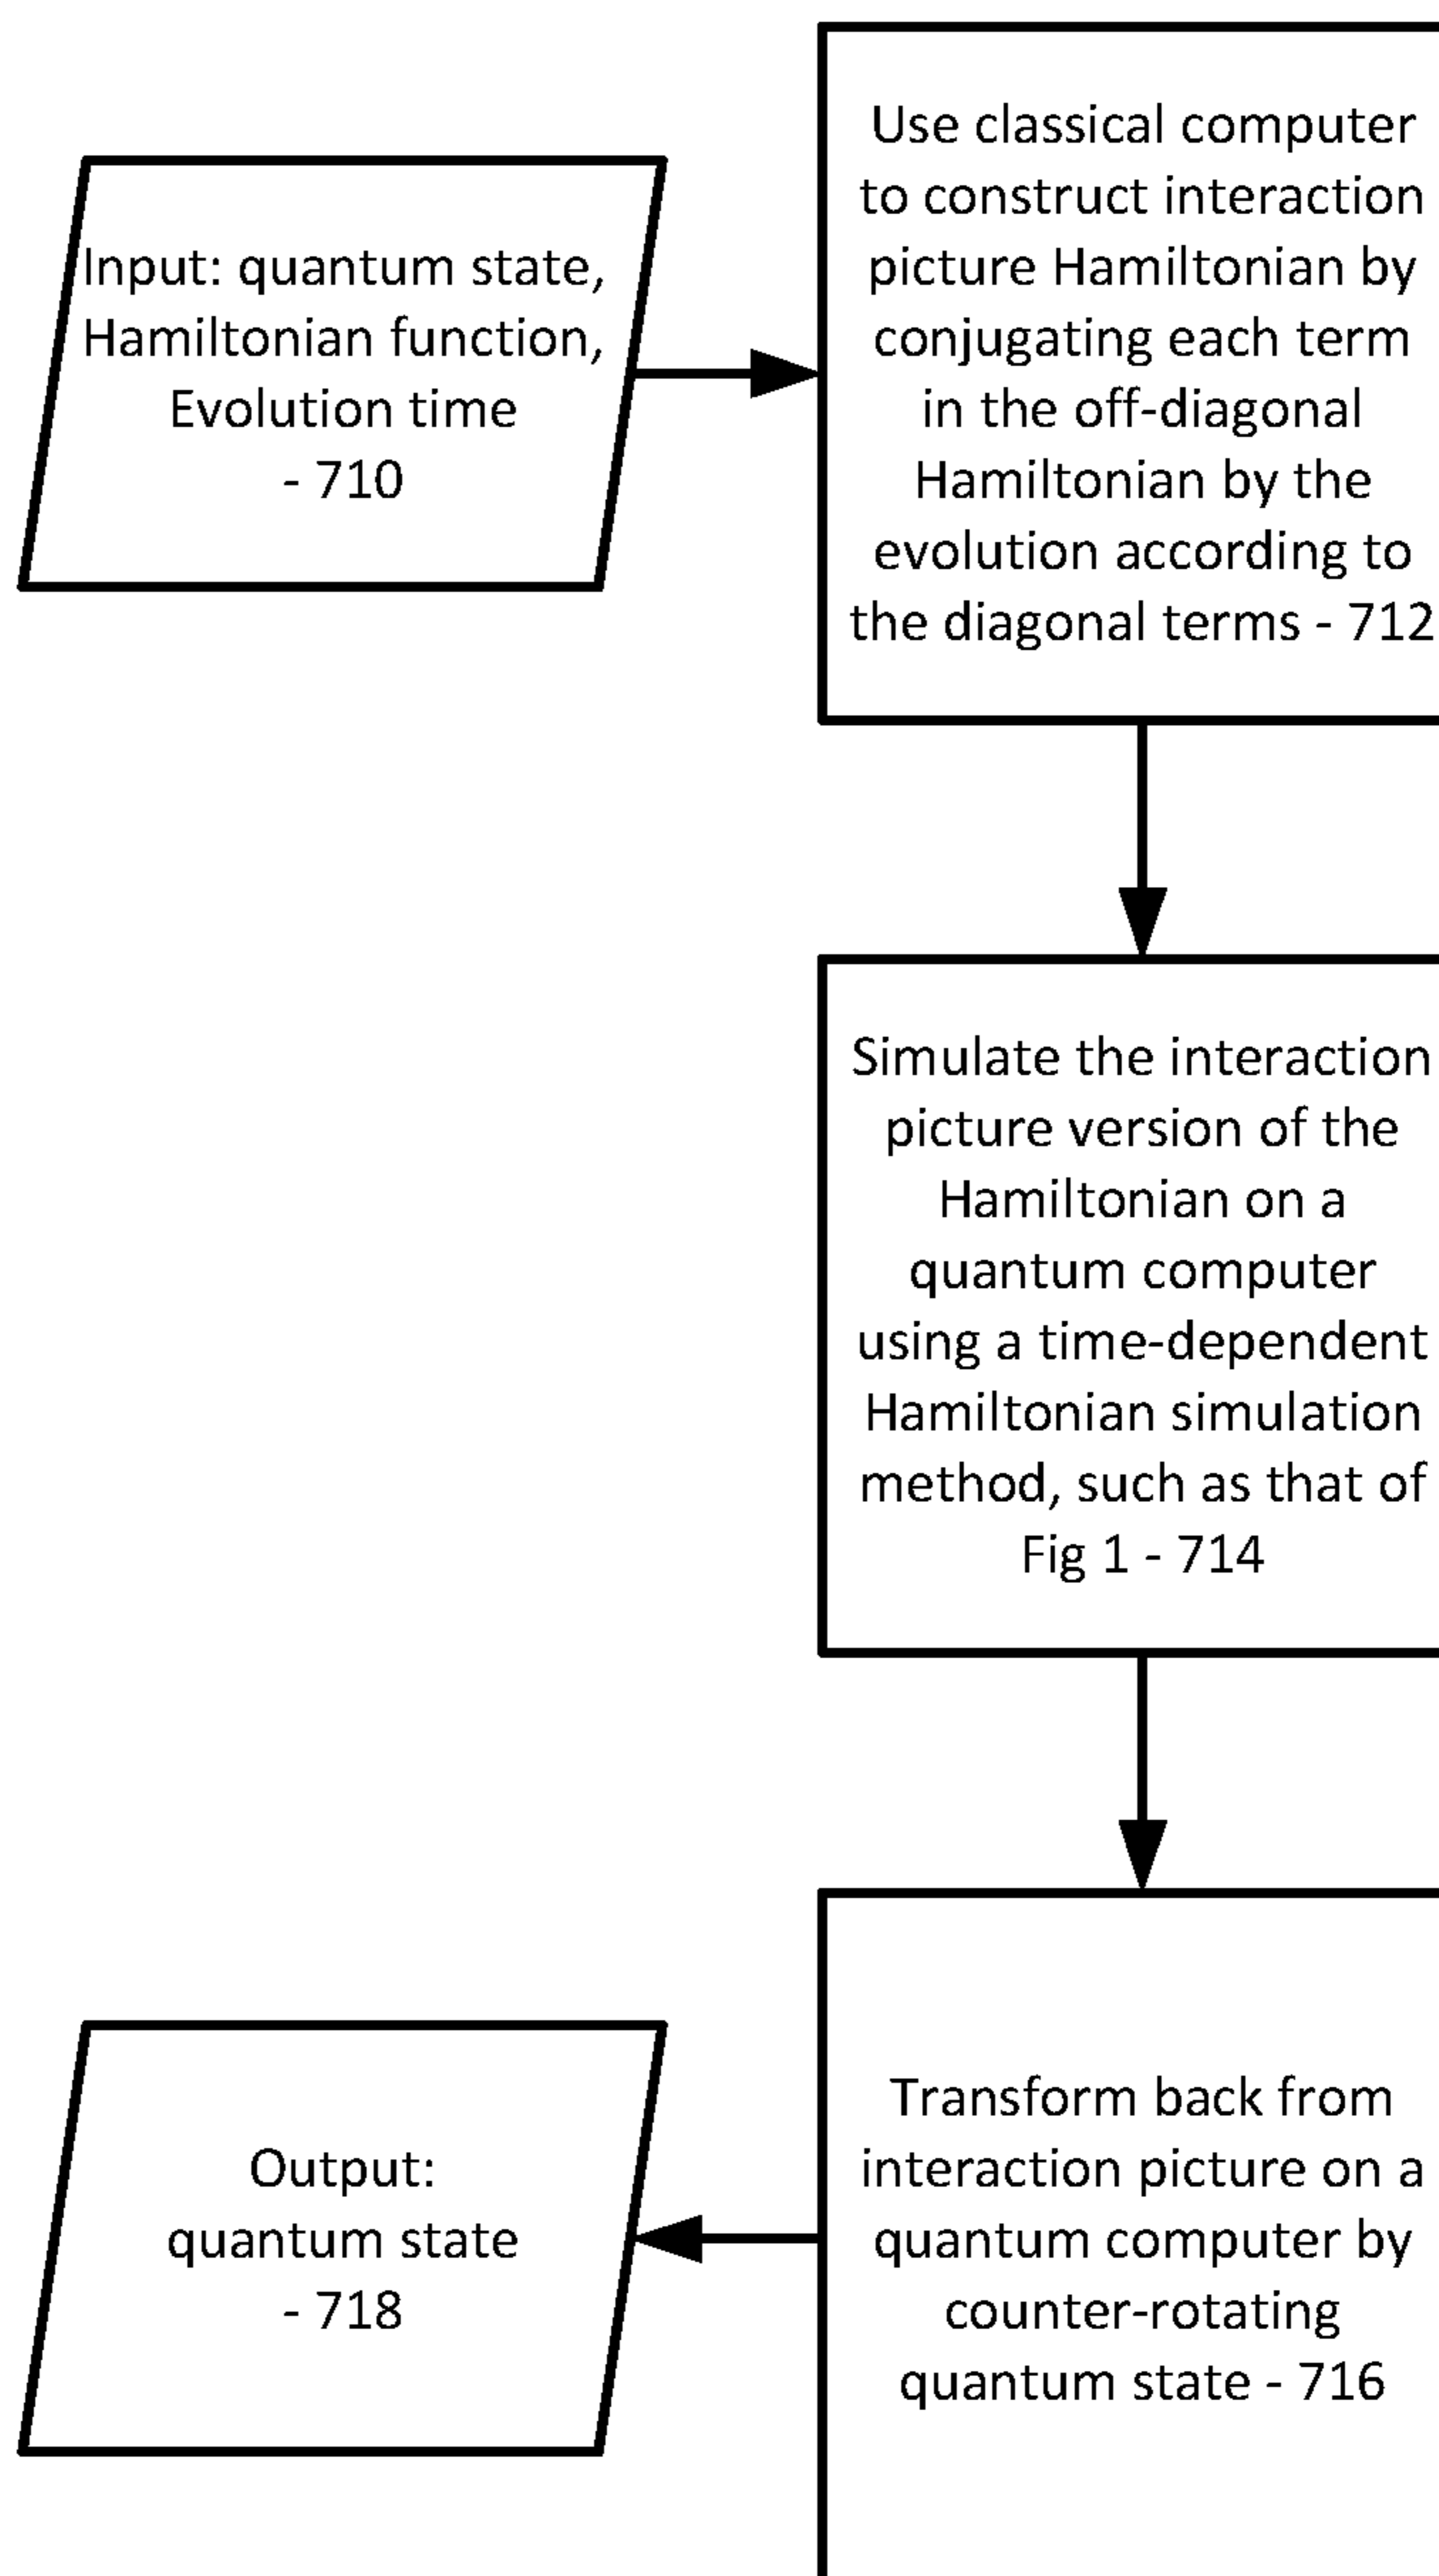 Input: quantum state,
Hamiltonian function,
Evolution time
- 710
Use classical computer
to construct interaction
picture Hamiltonian by
conjugating each term
in the off-diagonal
Hamiltonian by the
evolution according to
the diagonal terms - 712
Simulate the interaction
picture version of the
Hamiltonian on a
quantum computer
using a time-dependent
Hamiltonian simulation
method, such as that of
Fig 1 - 714
Transform back from
interaction picture on a
quantum computer by
counter-rotating
quantum state - 716
Output:
quantum state
- 718